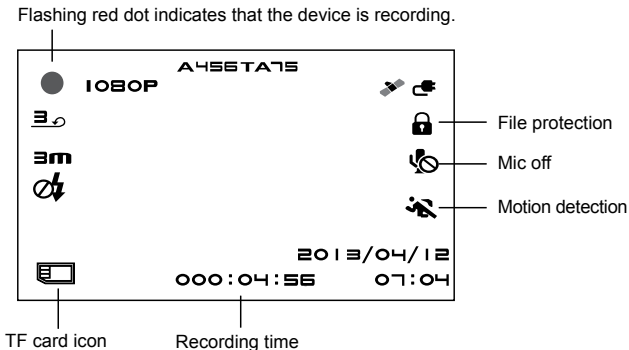 Flashing red dot indicates that the device is recording.
A456TA75
1080P
3
File protection
3m
Mic off
Motion detection
2013/04/12
000:04:56 07:04
TF card icon Recording time